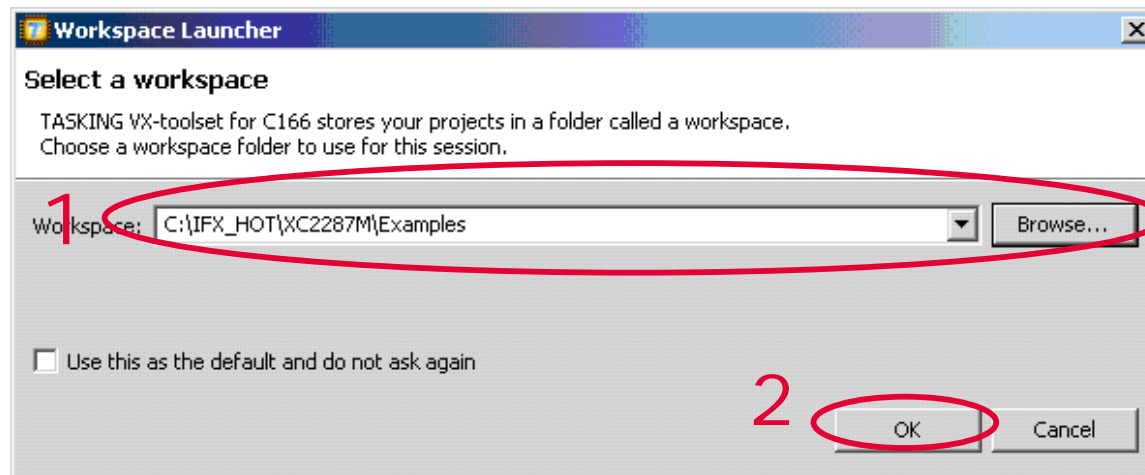 Workspace Launcher
Select a workspace
TASKING VX-toolset for C166 stores your projects in a folder called a workspace.
Choose a workspace folder to use for this session.
1
Workspace: C:\IFX_HOT\XC2287M\Examples Browse...
Use this as the default and do not ask again
2
OK Cancel